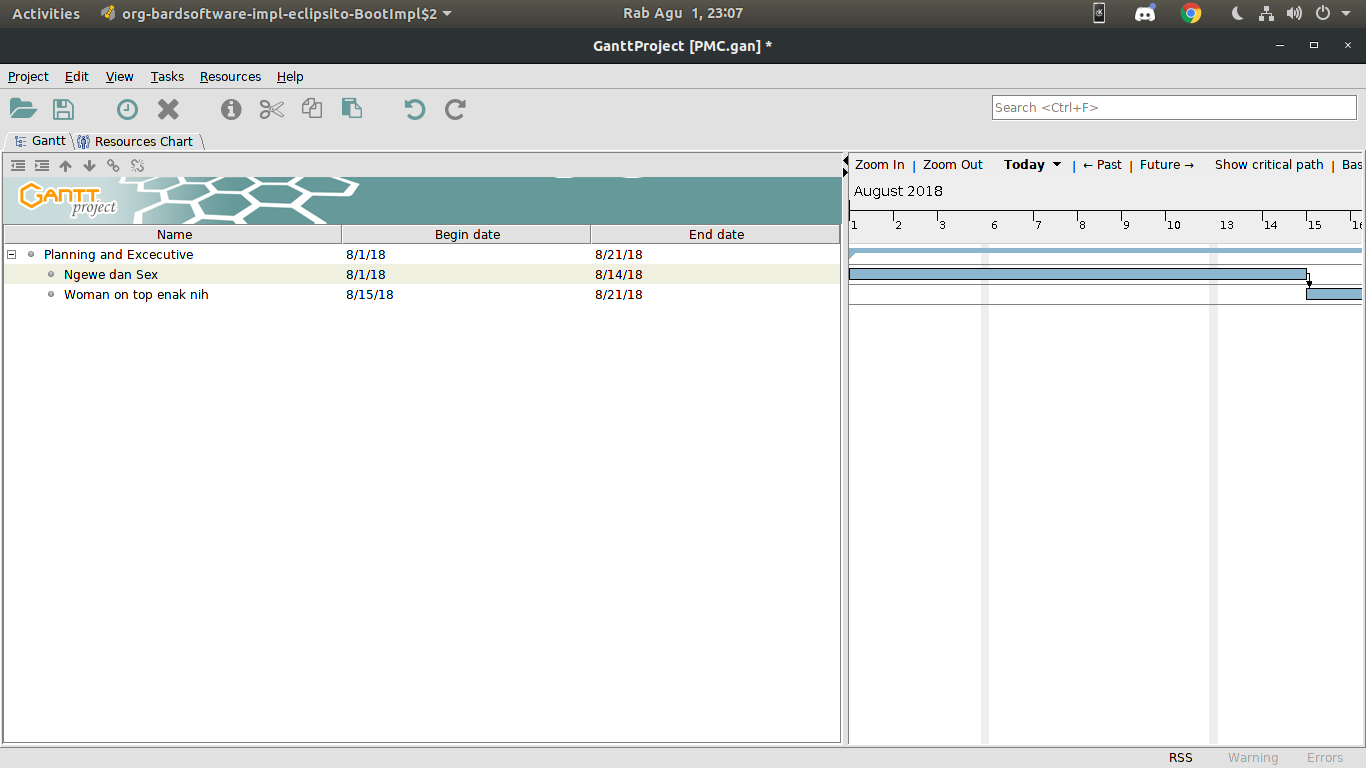 Activities org-bardsoftware-impl-eclipsito-BootImpl$2 Rab Agu 1, 23:07
GanttProject [PMC.gan] *
Project Edit View Tasks Resources Help
Search <Ctrl+F>
Gantt Resources Chart
Zoom In | Zoom Out Today | ← Past | Future → Show critical path | Bas
GANTT
project
August 2018
1 2 3 6 7 8 9 10 13 14 15 16
Name Begin date End date
Planning and Excecutive 8/1/18 8/21/18
Ngewe dan Sex 8/1/18 8/14/18
Woman on top enak nih 8/15/18 8/21/18
RSS Warning Errors